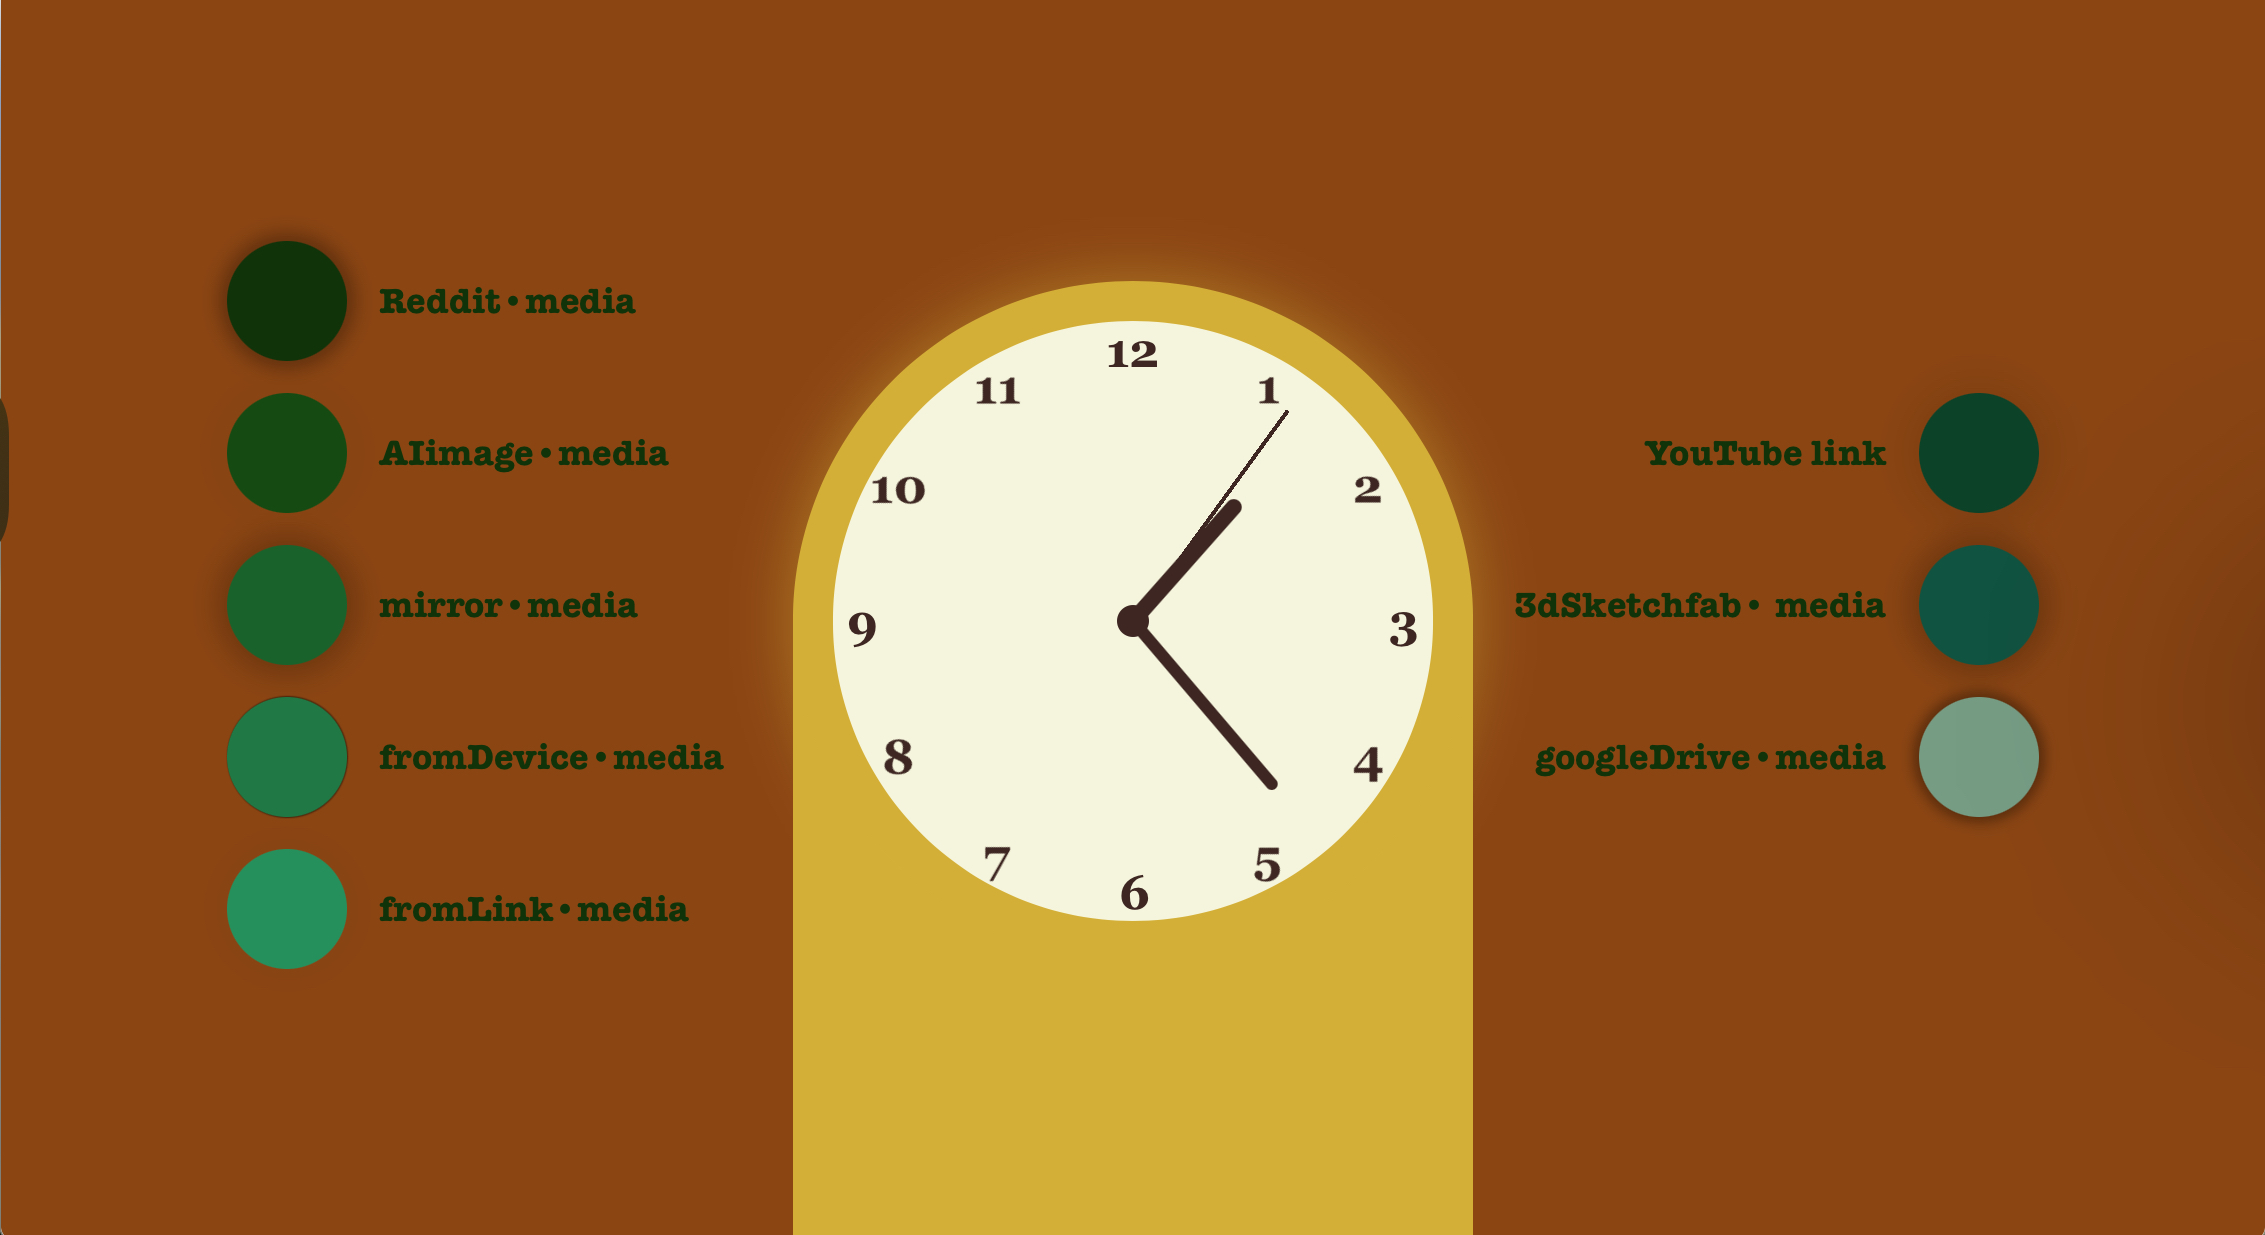 Reddit•media
AIimage•media
mirror•media
fromDevice•media
fromLink•media
12
1
2
3
4
5
6
7
8
9
10
11
YouTube link
3dSketchfab• media
googleDrive•media